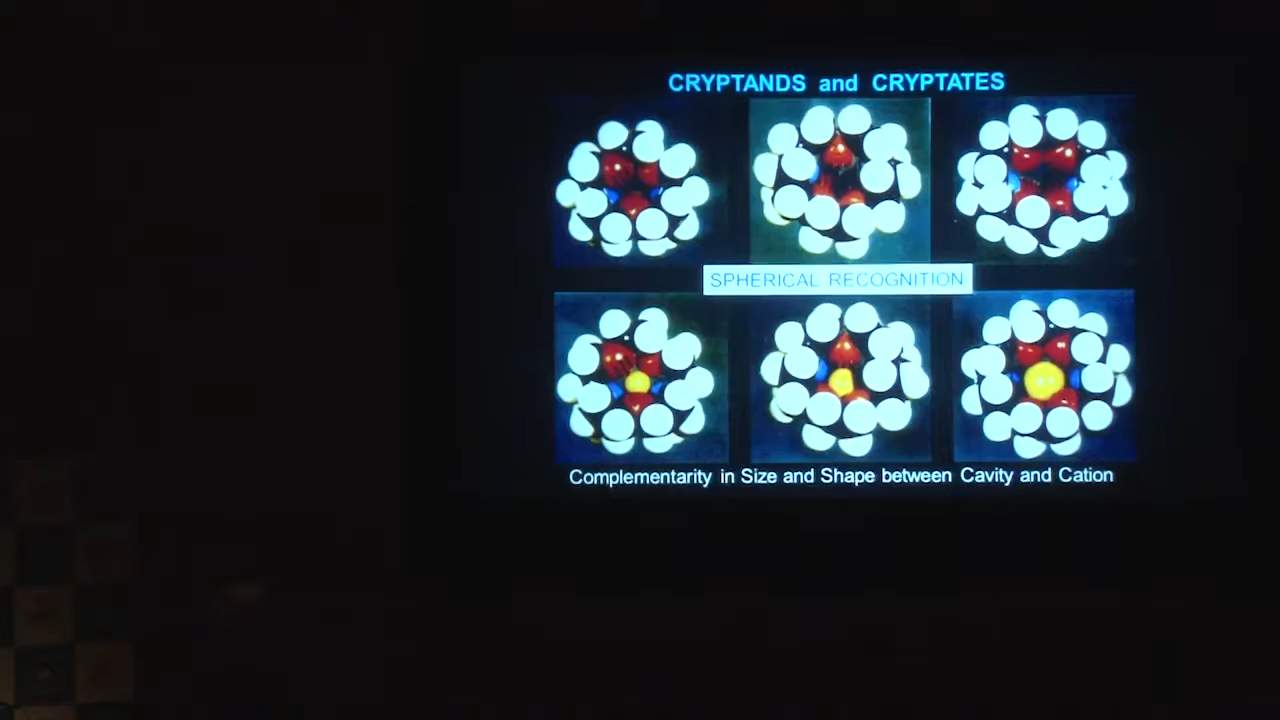 CRYPTANDS and CRYPTATES
SPHERICAL RECOGNITION
Complementarity in Size and Shape between Cavity and Cation